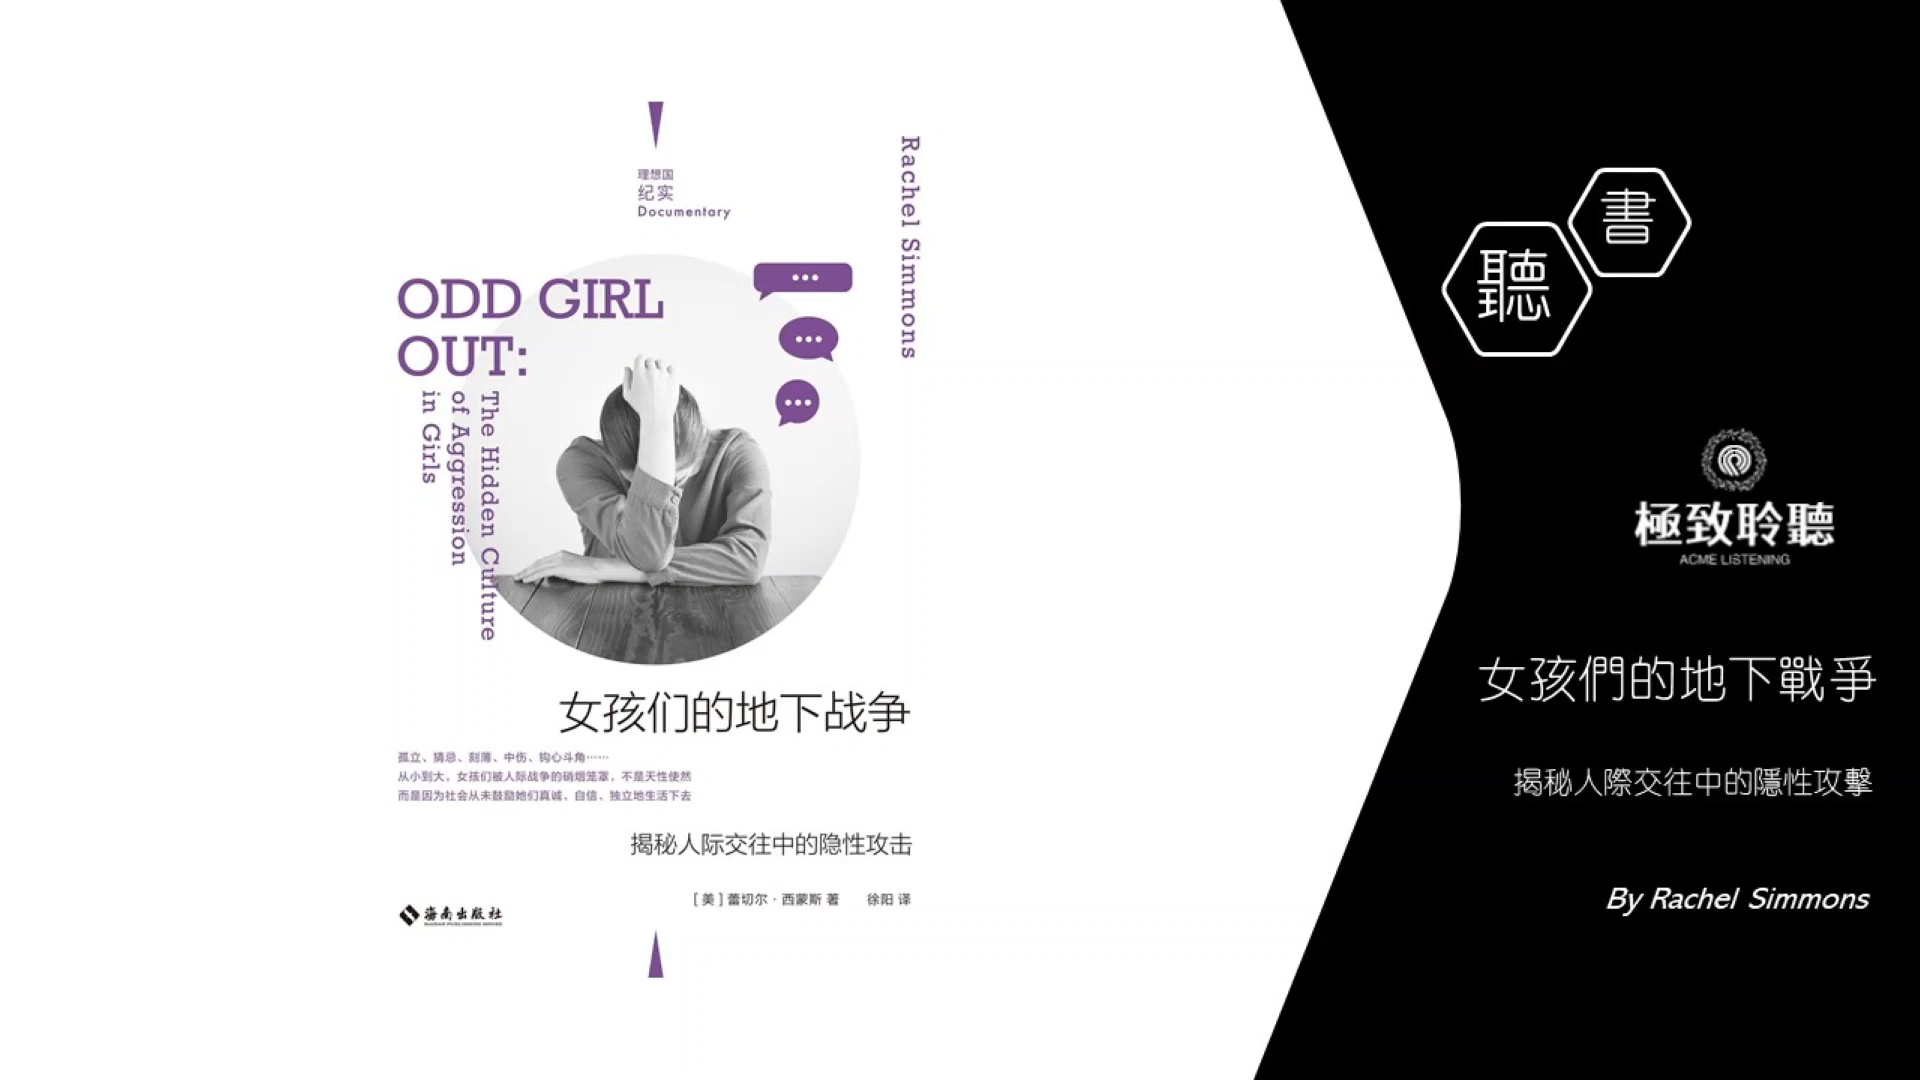 理想国
纪实
Documentary
Rachel Simmons
ODD GIRL
OUT:
The Hidden Culture
of Aggression
in Girls
女孩们的地下战争
孤立、猜忌、刻薄、中伤、钩心斗角……
从小到大，女孩们被人际战争的硝烟笼罩，不是天性使然
而是因为社会从未鼓励她们真诚、自信、独立地生活下去
揭秘人际交往中的隐性攻击
［美］蕾切尔·西蒙斯 著 徐阳 译
海南出版社
聽書
極致聆聽
ACME LISTENING
女孩們的地下戰爭
揭秘人際交往中的隱性攻擊
By Rachel Simmons